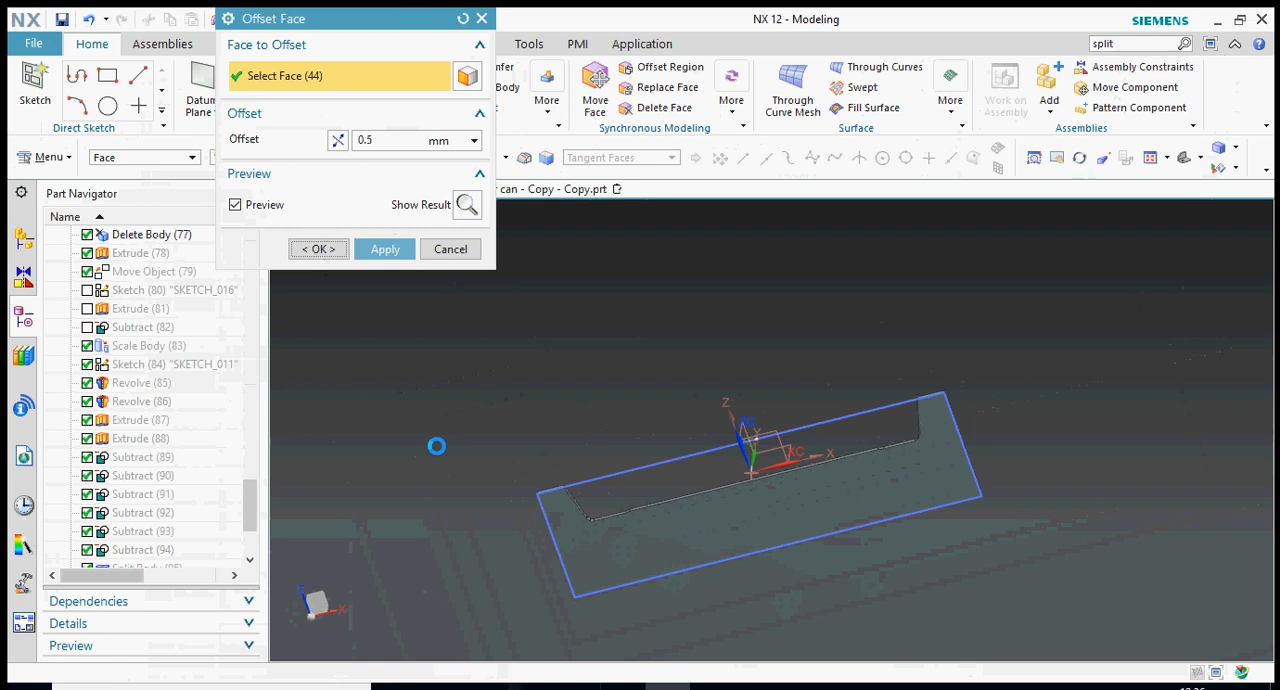 NX
Offset Face
NX 12 - Modeling
SIEMENS
File
Home
Assemblies
Tools
PMI
Application
split
Face to Offset
Select Face (44)
Sketch
Datum
Plane
Direct Sketch
Offset
Offset
0.5
mm
Body
More
Move
Face
Offset Region
Replace Face
Delete Face
More
Synchronous Modeling
Through
Curve Mesh
Through Curves
Swept
Fill Surface
More
Surface
Work on
Assembly
Add
Assembly Constraints
Move Component
Pattern Component
Assemblies
Menu
Face
Tangent Faces
Preview
Preview
Show Result
< OK >
Apply
Cancel
can - Copy - Copy.prt
Part Navigator
Name
Delete Body (77)
Extrude (78)
Move Object (79)
Sketch (80) "SKETCH_016"
Extrude (81)
Subtract (82)
Scale Body (83)
Sketch (84) "SKETCH_011"
Revolve (85)
Revolve (86)
Extrude (87)
Extrude (88)
Subtract (89)
Subtract (90)
Subtract (91)
Subtract (92)
Subtract (93)
Subtract (94)
Dependencies
Details
Preview
Z
Y
XC
X
X